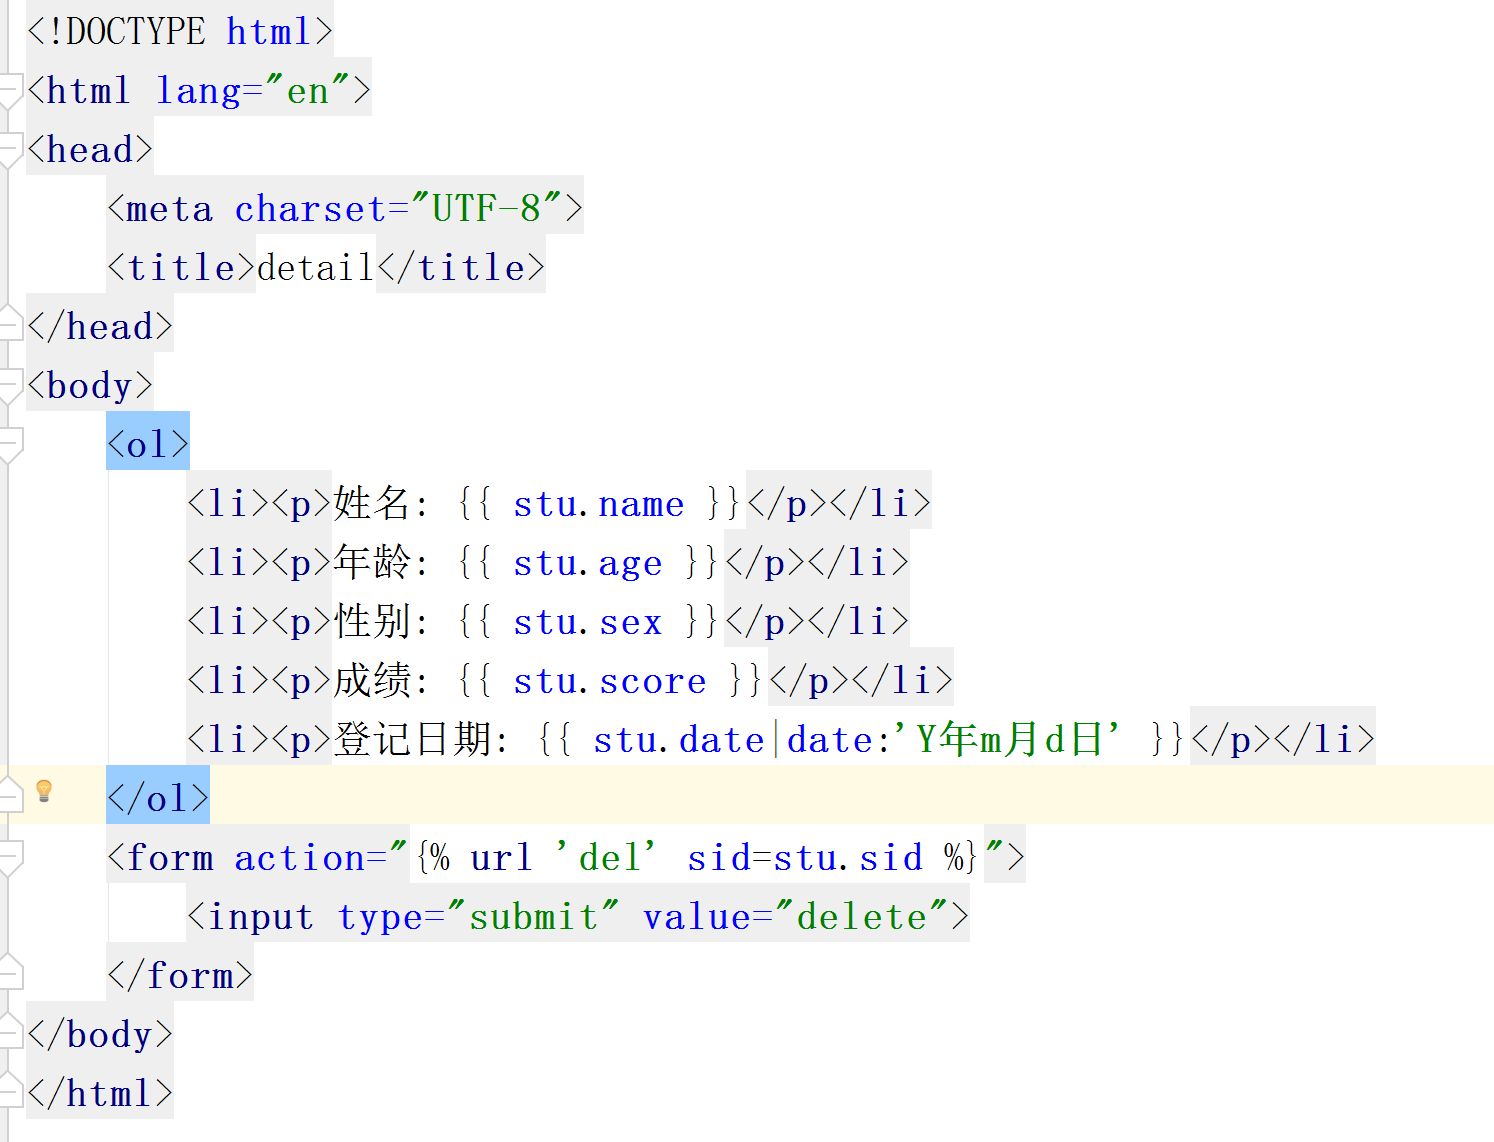 <!DOCTYPE html>
<html lang="en">
<head>
    <meta charset="UTF-8">
    <title>detail</title>
</head>
<body>
    <ol>
        <li><p>姓名: {{ stu.name }}</p></li>
        <li><p>年龄: {{ stu.age }}</p></li>
        <li><p>性别: {{ stu.sex }}</p></li>
        <li><p>成绩: {{ stu.score }}</p></li>
        <li><p>登记日期: {{ stu.date|date:'Y年m月d日' }}</p></li>
    </ol>
    <form action="{% url 'del' sid=stu.sid %}">
        <input type="submit" value="delete">
    </form>
</body>
</html>